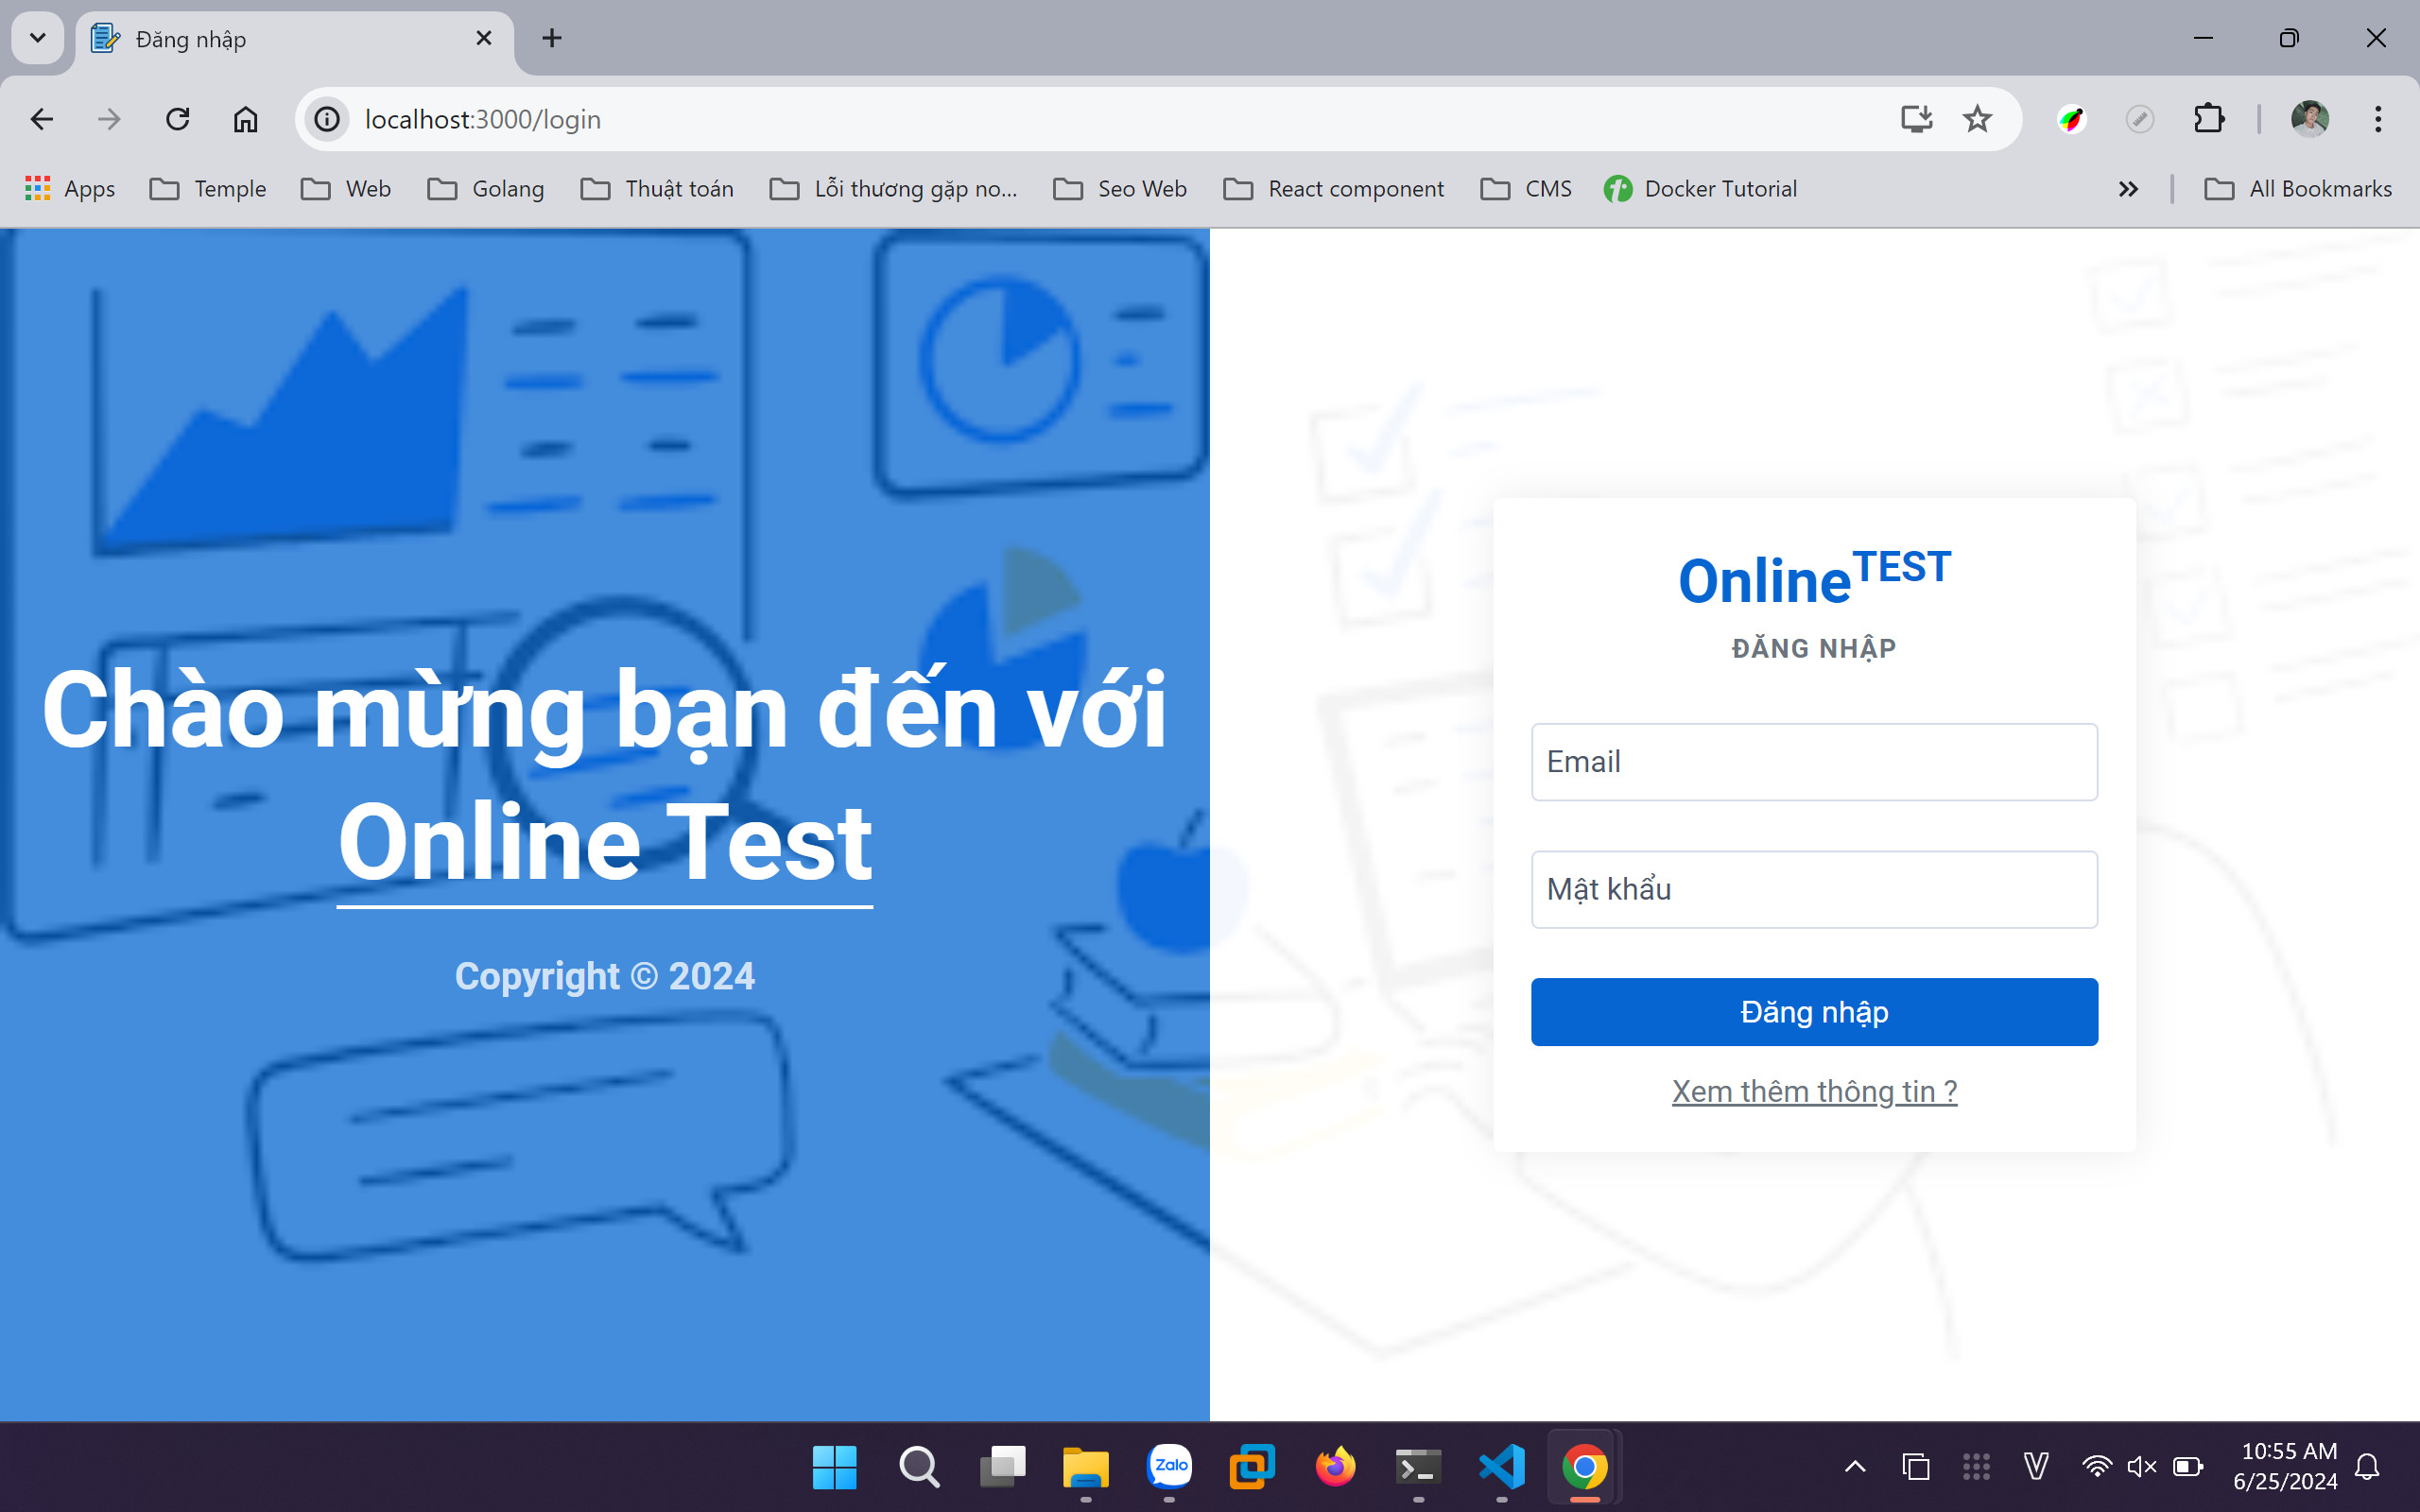 Đăng nhập
localhost:3000/login
Apps
Temple
Web
Golang
Thuật toán
Lỗi thương gặp no...
Seo Web
React component
CMS
Docker Tutorial
All Bookmarks
Chào mừng bạn đến với
Online Test
Copyright © 2024
OnlineTEST
ĐĂNG NHẬP
Email
Mật khẩu
Đăng nhập
Xem thêm thông tin ?
Zalo
V
10:55 AM
6/25/2024